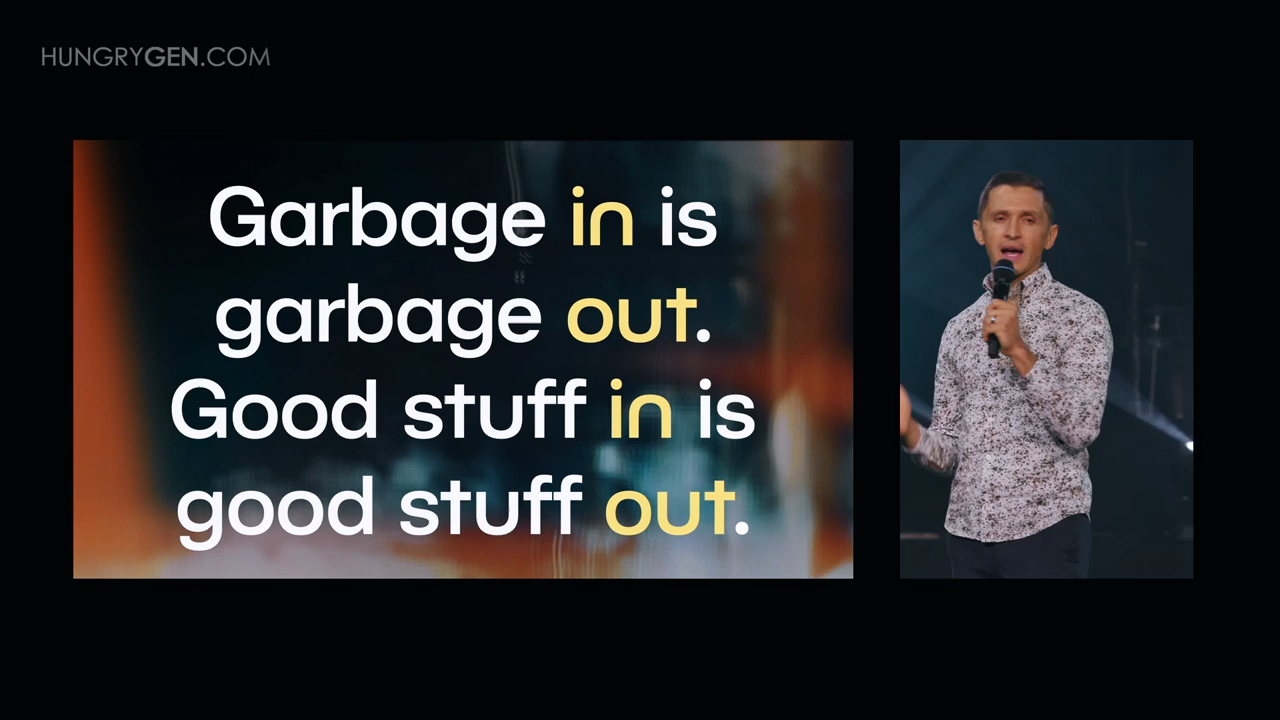 HUNGRYGEN.COM
Garbage in is
garbage out.
Good stuff in is
good stuff out.